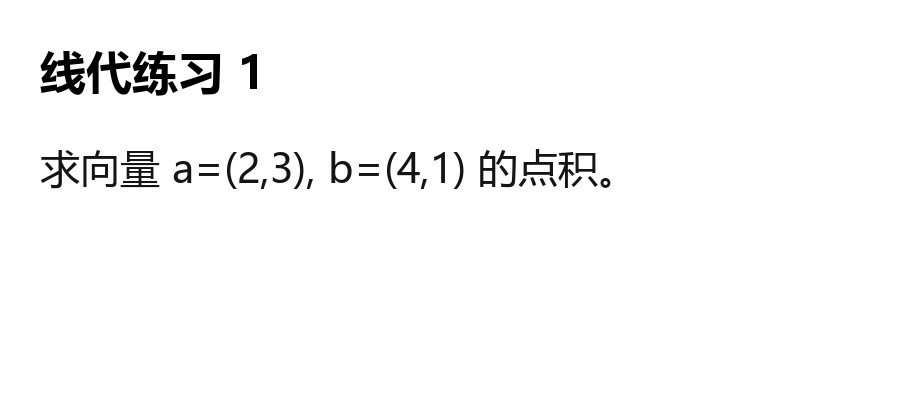 线代练习 1
求向量 a=(2,3), b=(4,1) 的点积。